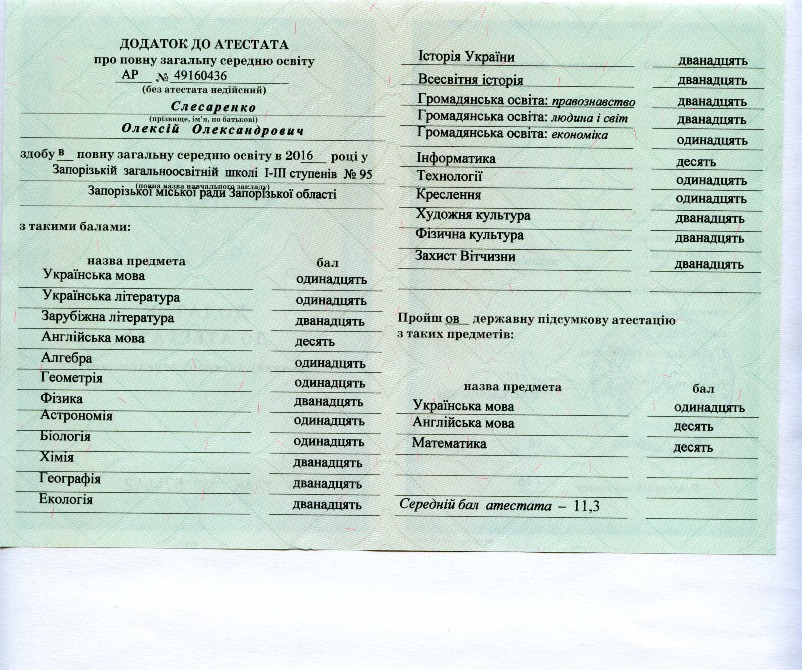 ДОДАТОК ДО АТЕСТАТА
про повну загальну середню освіту
АР № 49160436
(без атестата недійсний)
Слесаренко
(прізвище, ім'я, по батькові)
Олексій Олександрович
здобув повну загальну середню освіту в 2016 році у
Запорізькій загальноосвітній школі І-ІІІ ступенів № 95
(повна назва навчального закладу)
Запорізької міської ради Запорізької області
з такими балами:
назва предмета бал
Українська мова одинадцять
Українська література одинадцять
Зарубіжна література дванадцять
Англійська мова десять
Алгебра одинадцять
Геометрія одинадцять
Фізика дванадцять
Астрономія одинадцять
Біологія одинадцять
Хімія дванадцять
Географія дванадцять
Екологія дванадцять
Історія України дванадцять
Всесвітня історія дванадцять
Громадянська освіта: правознавство дванадцять
Громадянська освіта: людина і світ дванадцять
Громадянська освіта: економіка одинадцять
Інформатика десять
Технології одинадцять
Креслення одинадцять
Художня культура дванадцять
Фізична культура дванадцять
Захист Вітчизни дванадцять
Пройшов державну підсумкову атестацію
з таких предметів:
назва предмета бал
Українська мова одинадцять
Англійська мова десять
Математика десять
Середній бал атестата – 11,3